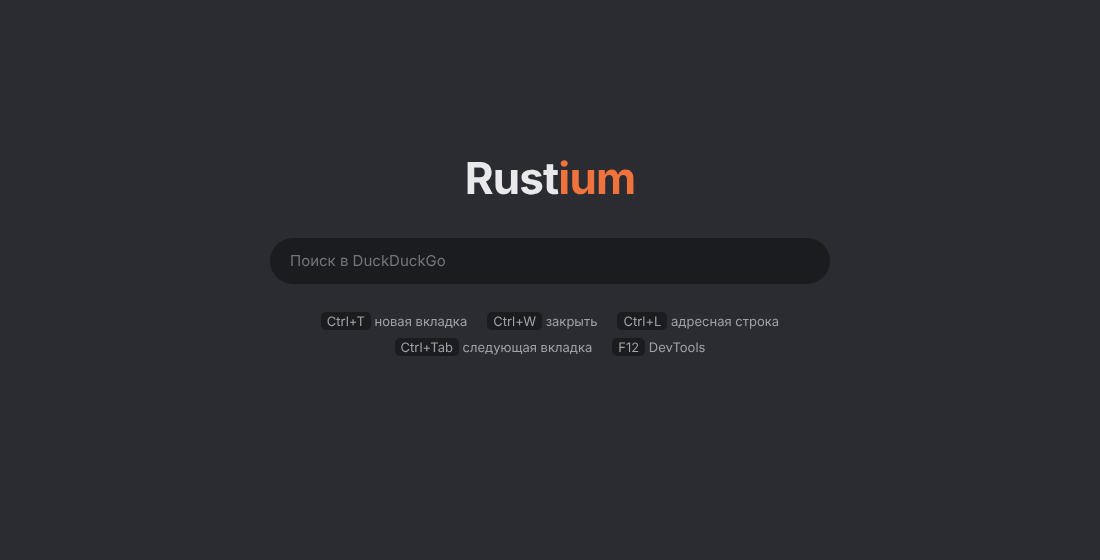 Rustium
Поиск в DuckDuckGo
Ctrl+T новая вкладка Ctrl+W закрыть Ctrl+L адресная строка
Ctrl+Tab следующая вкладка F12 DevTools